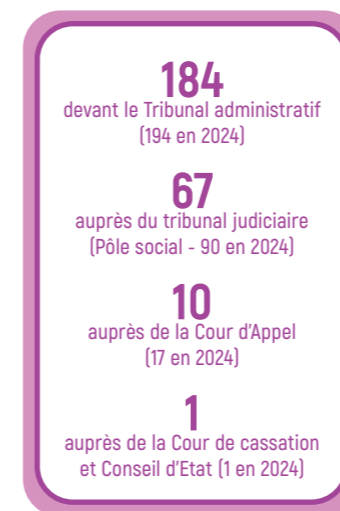 184
devant le Tribunal administratif
(194 en 2024)
67
auprès du tribunal judiciaire
(Pôle social - 90 en 2024)
10
auprès de la Cour d'Appel
(17 en 2024)
1
auprès de la Cour de cassation
et Conseil d'Etat (1 en 2024)